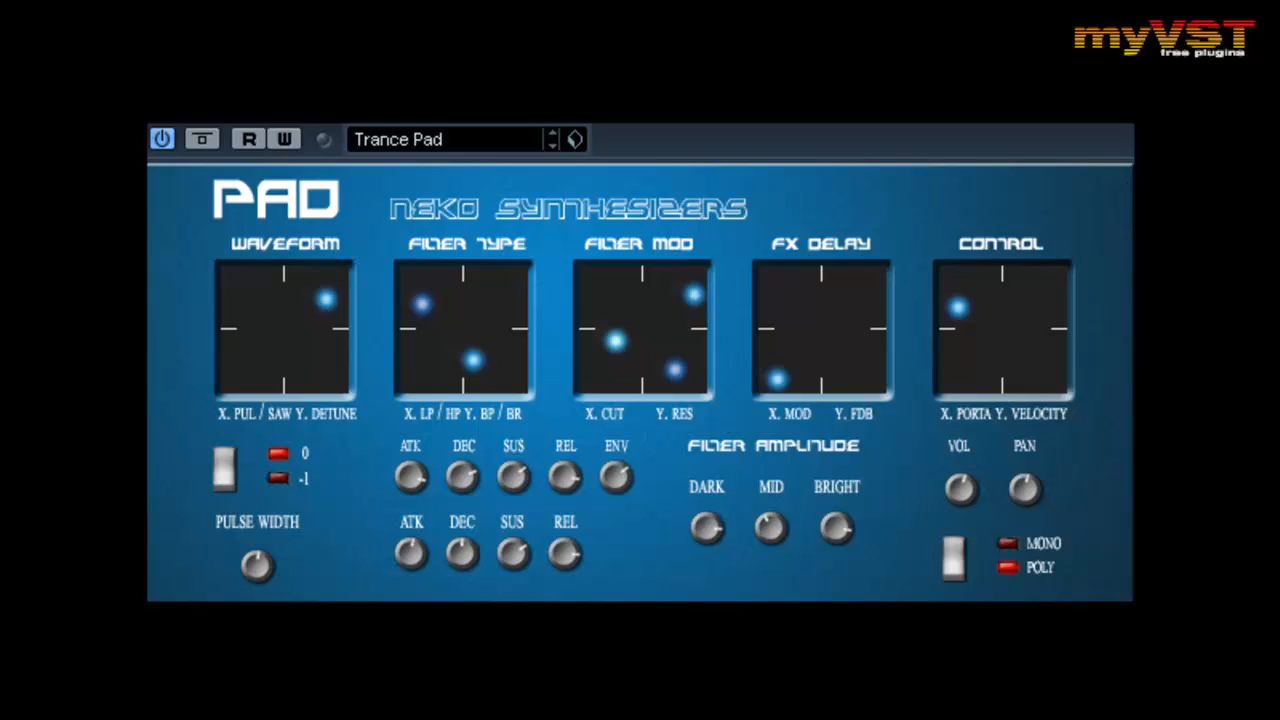 myVST
free plugins
R W Trance Pad
PAD NEKO SYNTHESIZERS
WAVEFORM FILTER TYPE FILTER MOD FX DELAY CONTROL
X. PUL / SAW Y. DETUNE X. LP / HP Y. BP / BR X. CUT Y. RES X. MOD Y. FDB X. PORTA Y. VELOCITY
ATK DEC SUS REL ENV FILTER AMPLITUDE VOL PAN
0
-1
DARK MID BRIGHT
PULSE WIDTH ATK DEC SUS REL
MONO
POLY